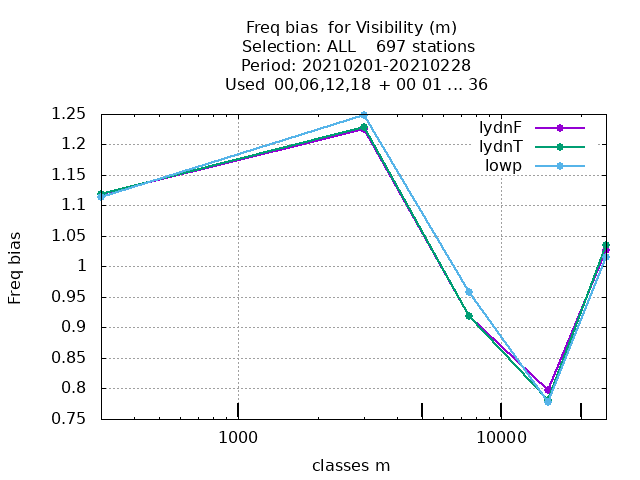 Freq bias  for Visibility (m)
Selection: ALL    697 stations
Period: 20210201-20210228
Used  00,06,12,18  + 00 01 ... 36
lydnF
lydnT
lowp
1.25
1.2
1.15
1.1
1.05
1
0.95
0.9
0.85
0.8
0.75
Freq bias
1000
10000
classes m